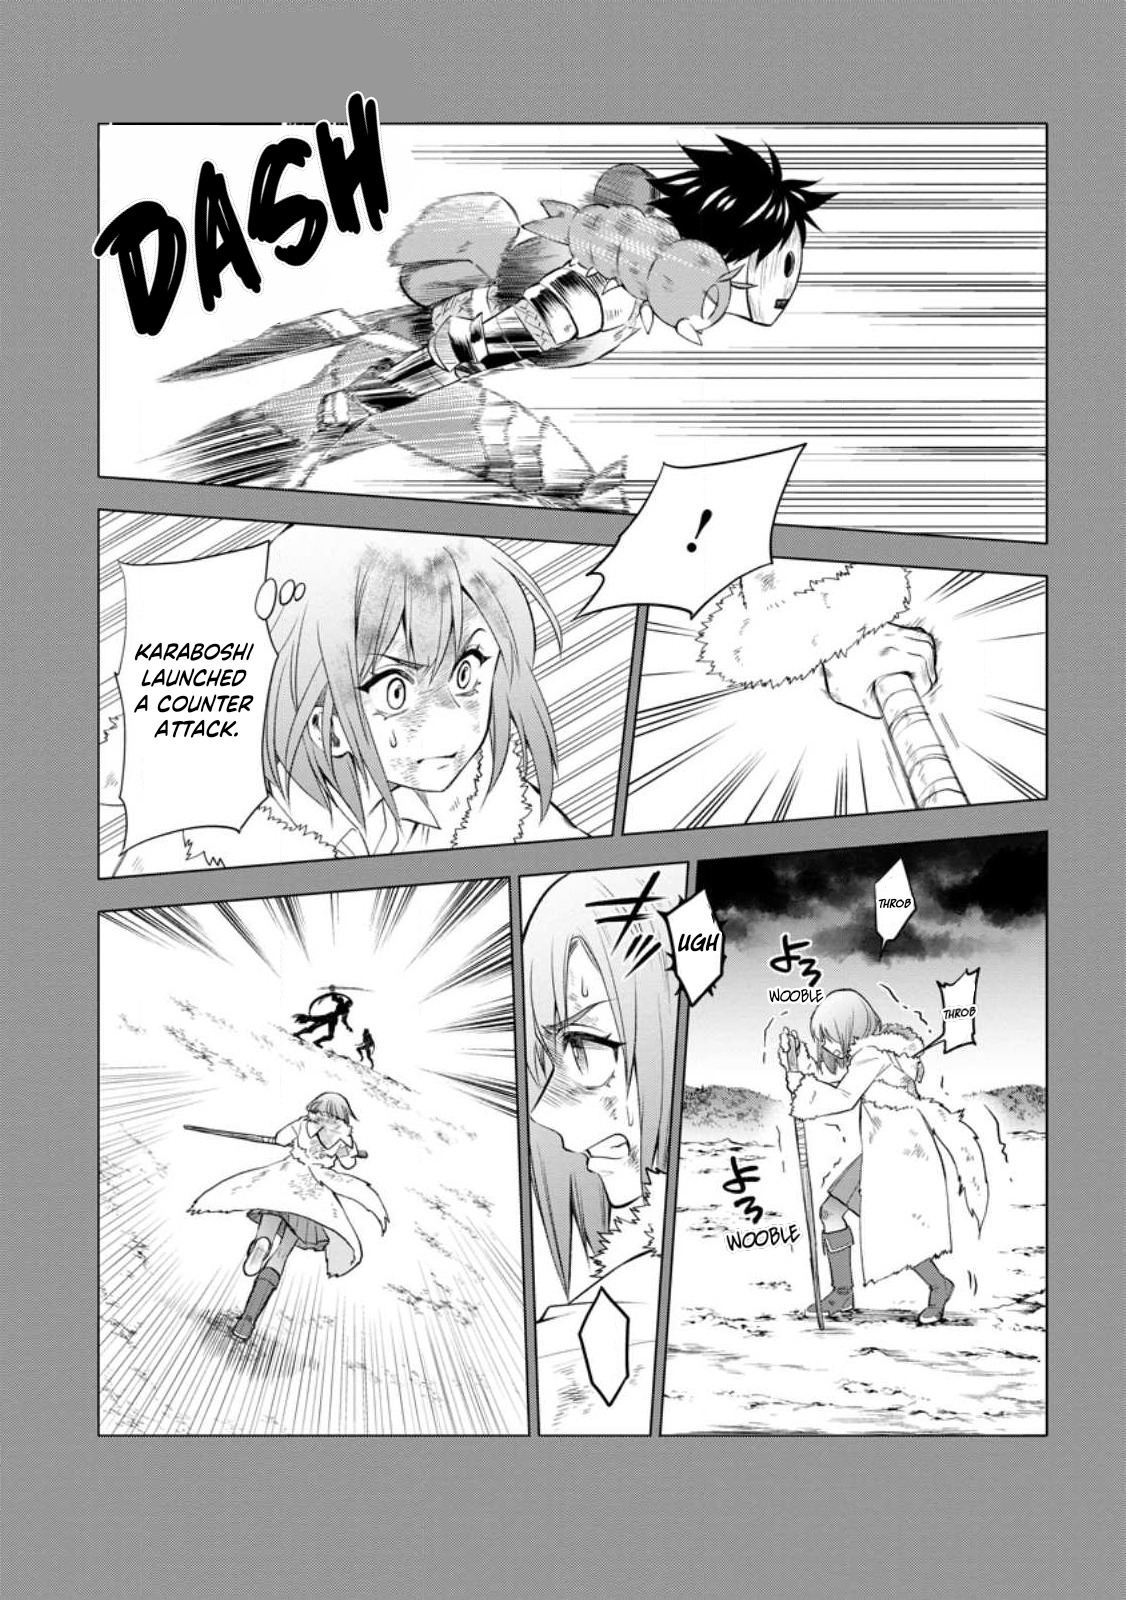 DASH
!
KARABOSHI
LAUNCHED
A COUNTER
ATTACK.
THROB
THROB
よろ
WOOBLE
よろ
WOOBLE
UGH